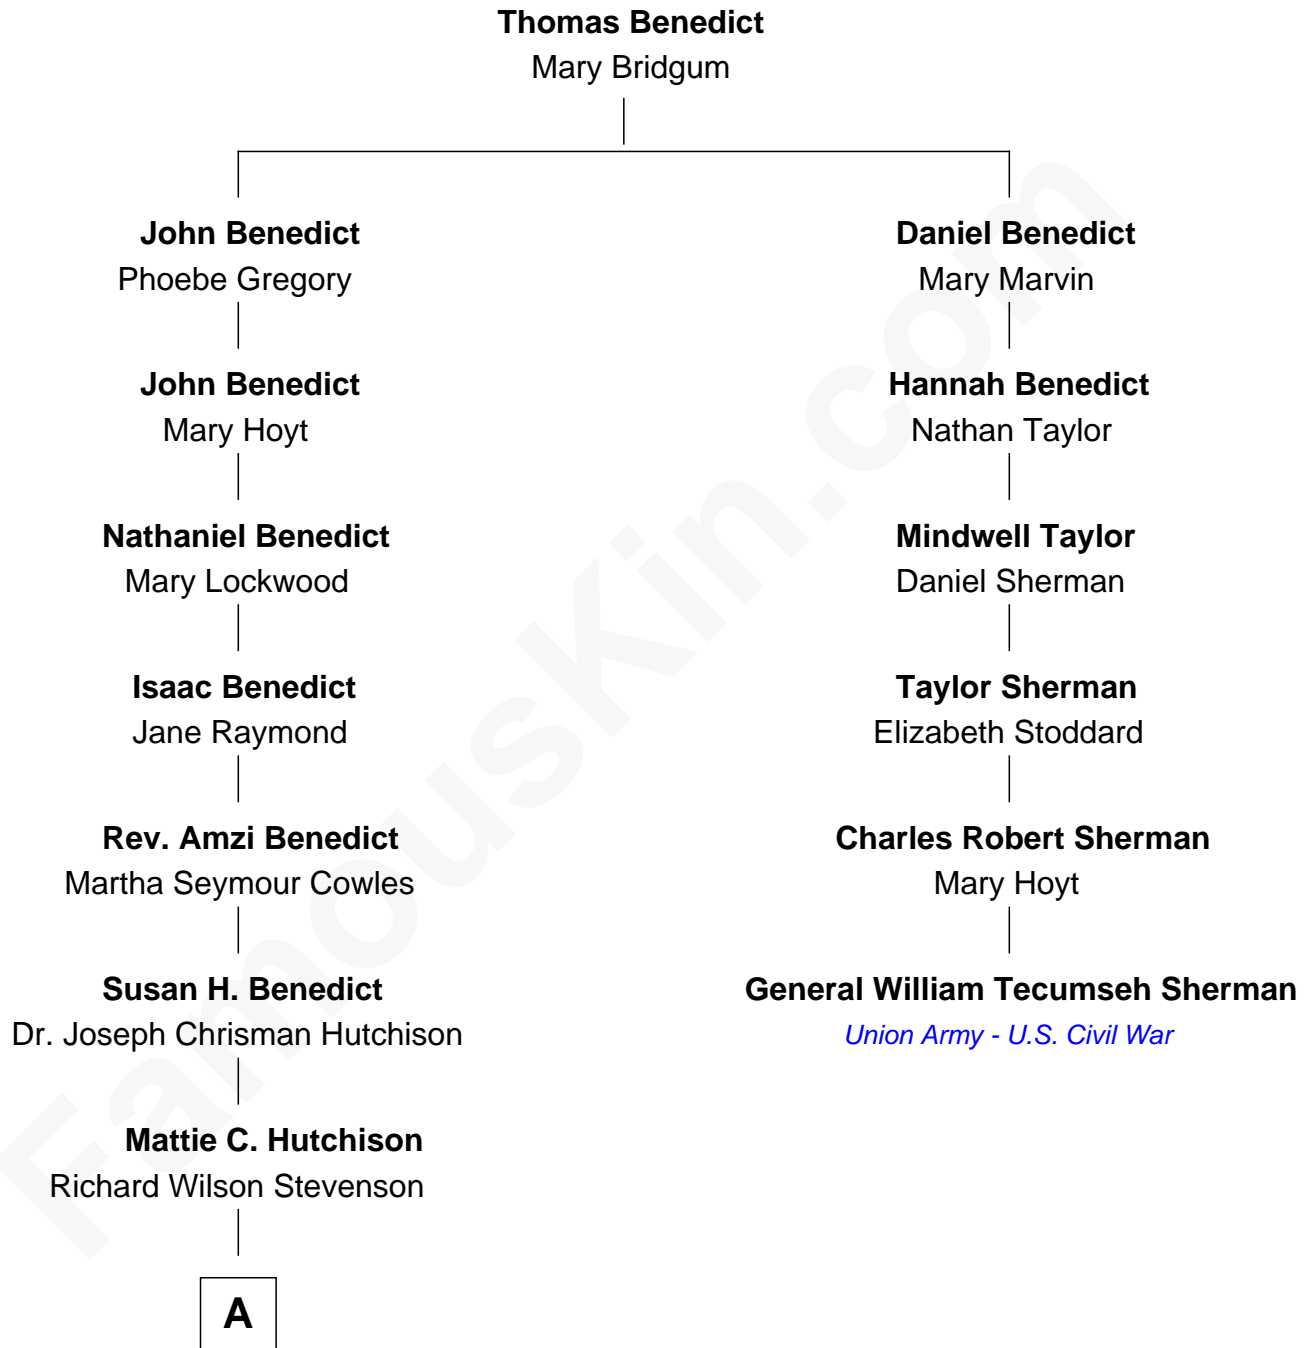 Thomas Benedict
Mary Bridgum
John Benedict
Phoebe Gregory
Daniel Benedict
Mary Marvin
John Benedict
Mary Hoyt
Hannah Benedict
Nathan Taylor
Nathaniel Benedict
Mary Lockwood
Mindwell Taylor
Daniel Sherman
Isaac Benedict
Jane Raymond
Taylor Sherman
Elizabeth Stoddard
Rev. Amzi Benedict
Martha Seymour Cowles
Charles Robert Sherman
Mary Hoyt
Susan H. Benedict
Dr. Joseph Chrisman Hutchison
General William Tecumseh Sherman
Union Army - U.S. Civil War
Mattie C. Hutchison
Richard Wilson Stevenson
A
FamousKin.com